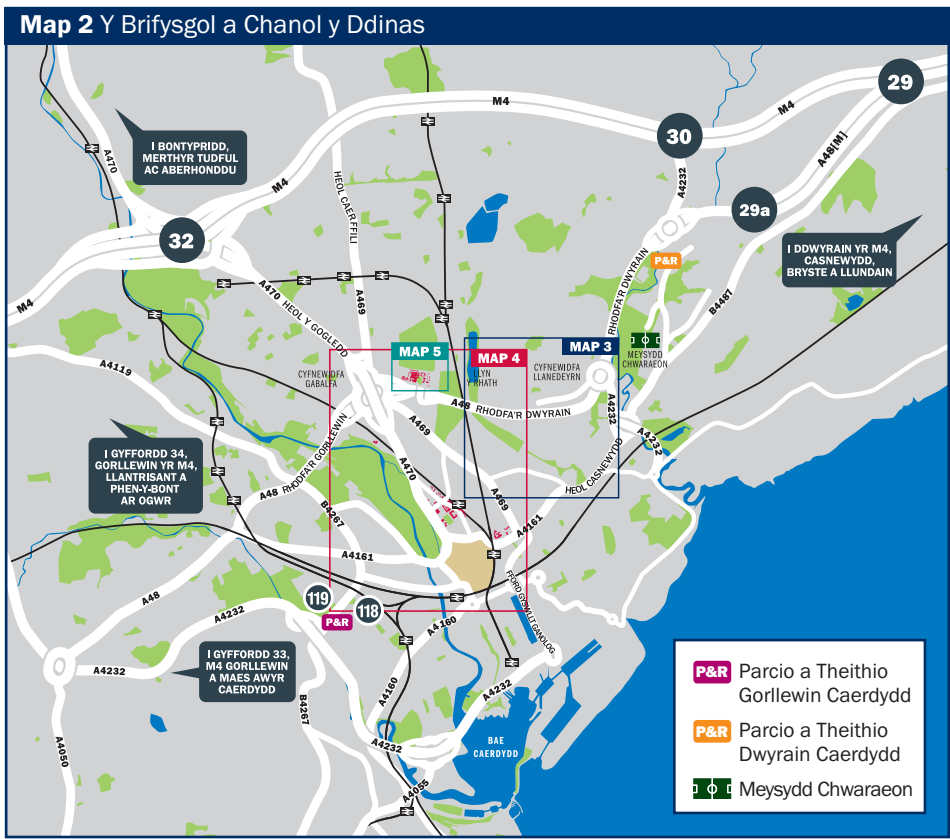 Map 2 Y Brifysgol a Chanol y Ddinas
29
M4
M4
30
A48[M]
I BONTYPRIDD,
MERTHYR TUDFUL
AC ABERHONDDU
A470
M4
HEOL CAERFFILI
A4232
29a
32
I DDWYRAIN YR M4,
CASNEWYDD,
BRYSTE A LLUNDAIN
P&R
RHODFA'R DWYRAIN
M4
A470
HEOL Y GOGLEDD
A469
B4487
MAP 5
MAP 4
MAP 3
MEYSYDD
CHWARAEON
A4119
CYFNEWIDFA
GABALFA
LLYN
Y RHATH
CYFNEWIDFA
LLANEDEYRN
A48 RHODFA'R DWYRAIN
A4232
A469
A4232
I GYFFORDD 34,
GORLLEWIN YR M4,
LLANTRISANT A
PHEN-Y-BONT
AR OGWR
A48 RHODFA'R GORLLEWIN
A470
HEOL CASNEWYDD
B4267
A469
A4161
A4161
FFORD GYSWLLT GANOLOG
A48
A4232
119
118
P&R
A4160
I GYFFORDD 33,
M4 GORLLEWIN
A MAES AWYR
CAERDYDD
A4232
A4160
A4232
B4267
A4050
A4232
BAE
CAERDYDD
A4055
P&R Parcio a Theithio
Gorllewin Caerdydd
P&R Parcio a Theithio
Dwyrain Caerdydd
Meysydd Chwaraeon